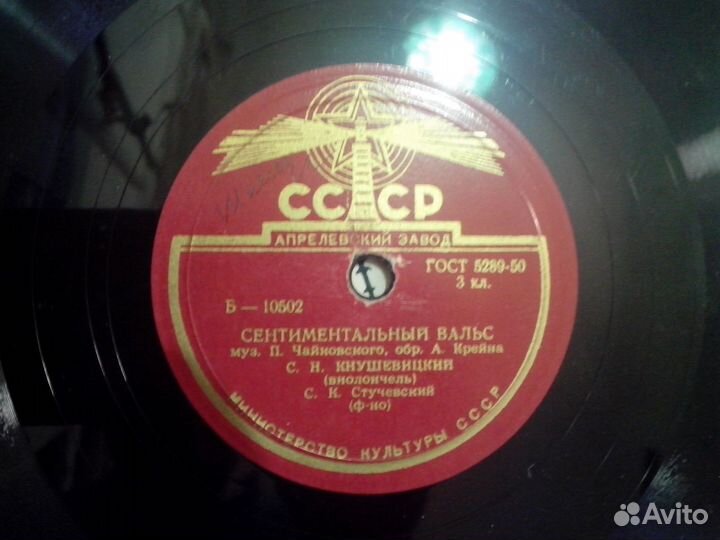 СССР
АПРЕЛЕВСКИЙ ЗАВОД
ГОСТ 5289-50
3 кл.
Б — 10502
СЕНТИМЕНТАЛЬНЫЙ ВАЛЬС
муз. П. Чайковского, обр. А. Крейна
С. Н. КНУШЕВИЦКИЙ
(виолончель)
С. К. Стучевский
(ф-но)
МИНИСТЕРСТВО КУЛЬТУРЫ СССР
Avito